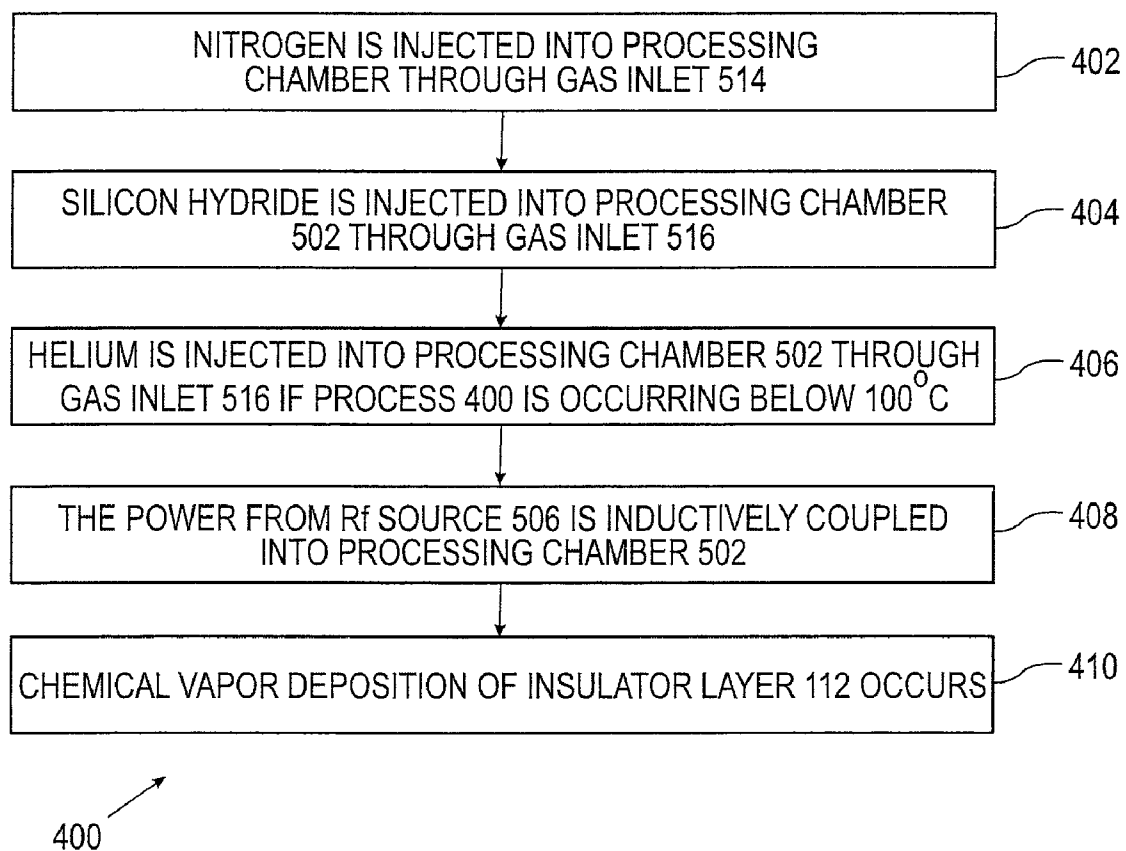 NITROGEN IS INJECTED INTO PROCESSING
CHAMBER THROUGH GAS INLET 514
402
SILICON HYDRIDE IS INJECTED INTO PROCESSING CHAMBER
502 THROUGH GAS INLET 516
404
HELIUM IS INJECTED INTO PROCESSING CHAMBER 502 THROUGH
GAS INLET 516 IF PROCESS 400 IS OCCURRING BELOW 100°C
406
THE POWER FROM Rf SOURCE 506 IS INDUCTIVELY COUPLED
INTO PROCESSING CHAMBER 502
408
CHEMICAL VAPOR DEPOSITION OF INSULATOR LAYER 112 OCCURS
410
400